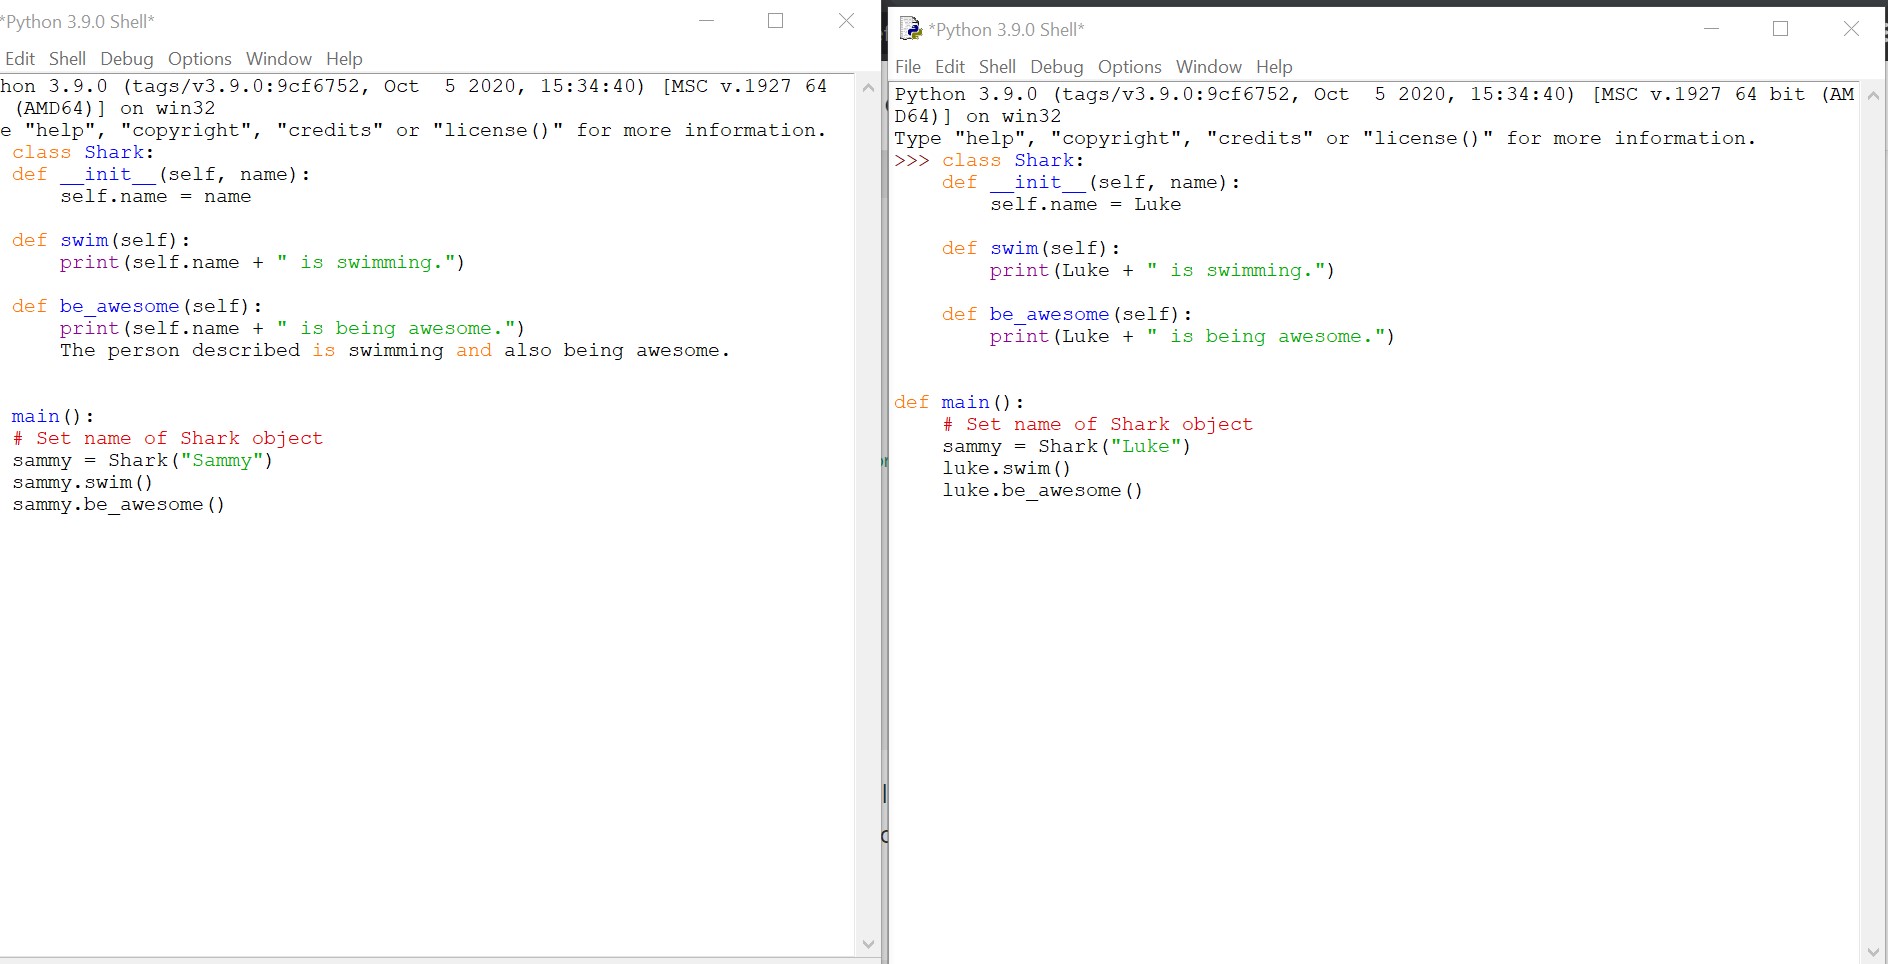 *Python 3.9.0 Shell*
Edit Shell Debug Options Window Help
hon 3.9.0 (tags/v3.9.0:9cf6752, Oct  5 2020, 15:34:40) [MSC v.1927 64
(AMD64)] on win32
e "help", "copyright", "credits" or "license()" for more information.
class Shark:
def __init__(self, name):
    self.name = name
def swim(self):
    print(self.name + " is swimming.")
def be_awesome(self):
    print(self.name + " is being awesome.")
    The person described is swimming and also being awesome.
main():
# Set name of Shark object
sammy = Shark("Sammy")
sammy.swim()
sammy.be_awesome()
*Python 3.9.0 Shell*
File Edit Shell Debug Options Window Help
Python 3.9.0 (tags/v3.9.0:9cf6752, Oct  5 2020, 15:34:40) [MSC v.1927 64 bit (AM
D64)] on win32
Type "help", "copyright", "credits" or "license()" for more information.
>>> class Shark:
    def __init__(self, name):
        self.name = Luke
    def swim(self):
        print(Luke + " is swimming.")
    def be_awesome(self):
        print(Luke + " is being awesome.")
def main():
    # Set name of Shark object
    sammy = Shark("Luke")
    luke.swim()
    luke.be_awesome()